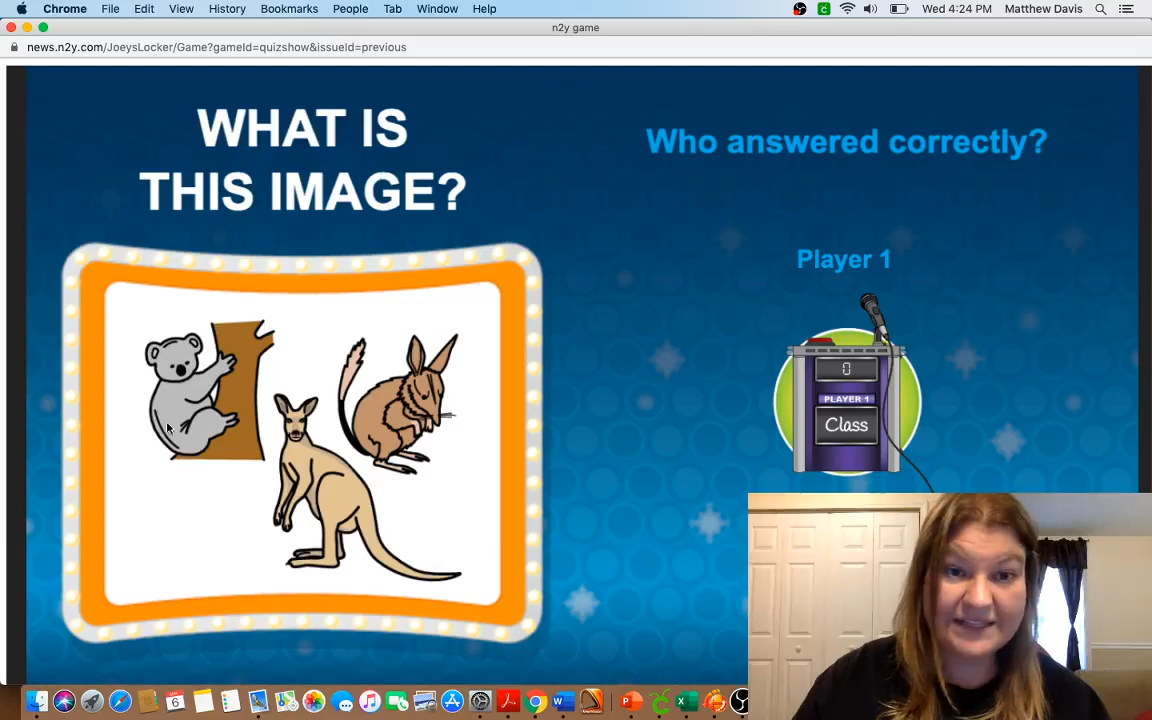 Chrome File Edit View History Bookmarks People Tab Window Help Wed 4:24 PM Matthew Davis
n2y game
news.n2y.com/JoeysLocker/Game?gameId=quizshow&issueId=previous
WHAT IS
THIS IMAGE?
Who answered correctly?
Player 1
0
PLAYER 1
Class
6